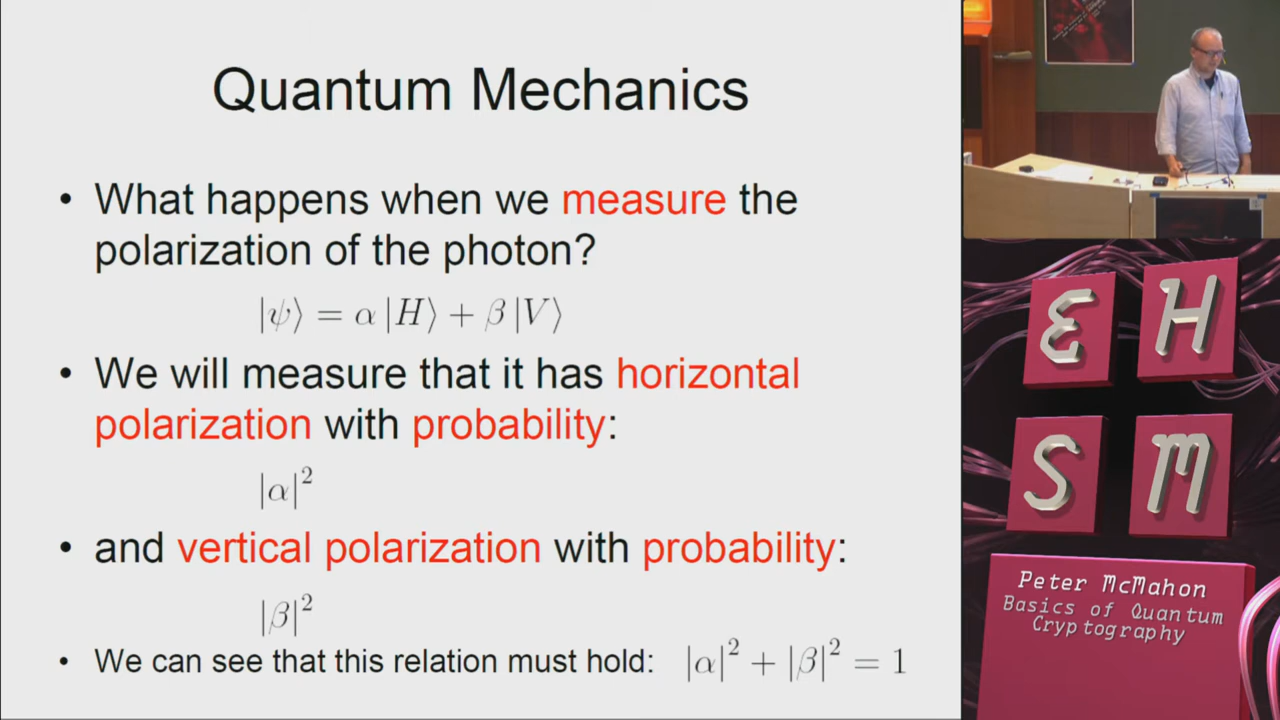 Quantum Mechanics
• What happens when we measure the
polarization of the photon?
|ψ⟩ = α |H⟩ + β |V⟩
• We will measure that it has horizontal
polarization with probability:
|α|²
• and vertical polarization with probability:
|β|²
• We can see that this relation must hold: |α|² + |β|² = 1
E H
S M
Peter McMahon
Basics of Quantum
Cryptography